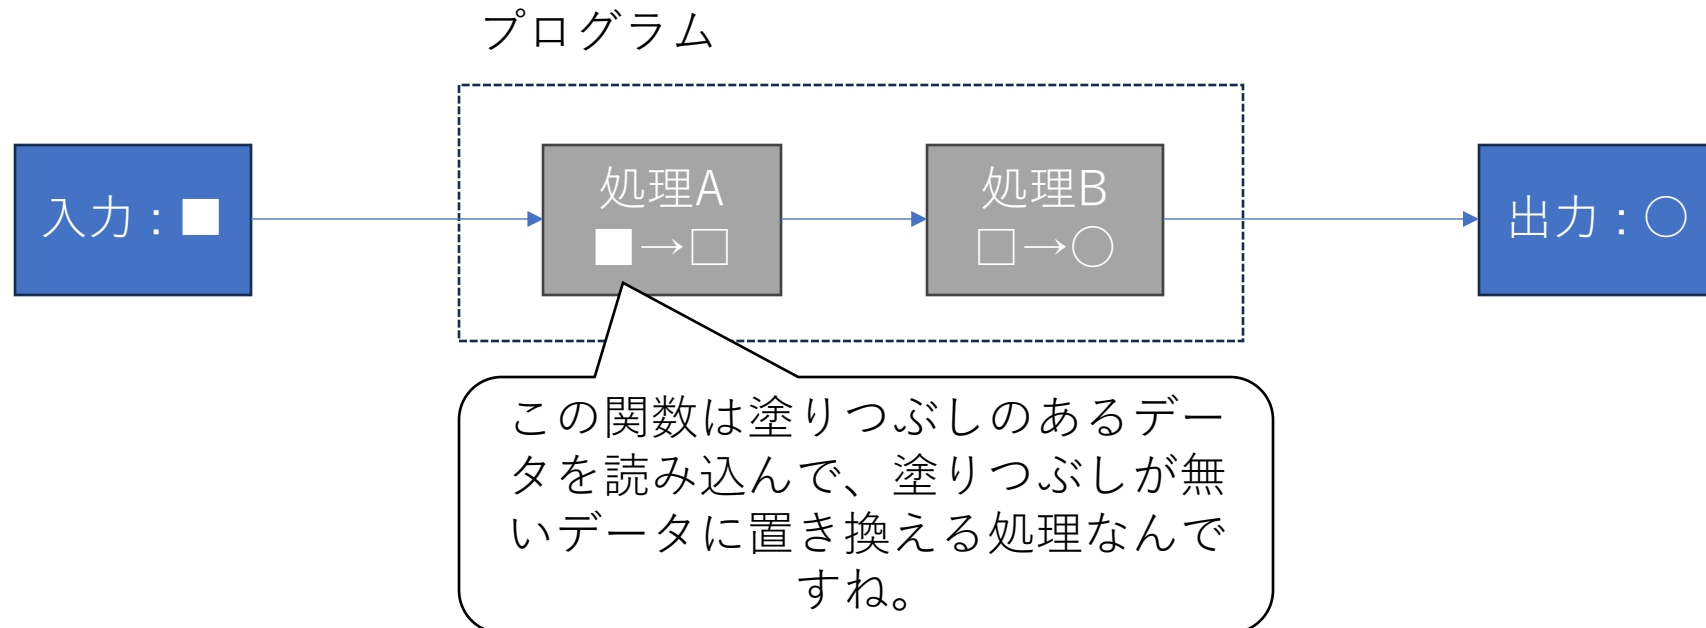 プログラム
入力：■
処理A
■→□
処理B
□→○
出力：○
この関数は塗りつぶしのあるデー
タを読み込んで、塗りつぶしが無
いデータに置き換える処理なんで
すね。